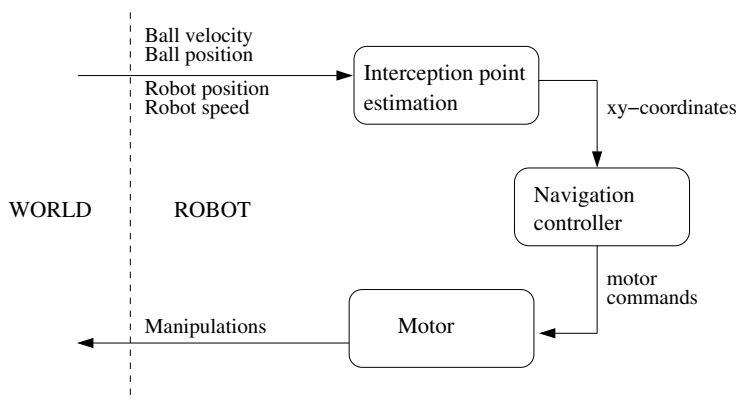 Ball velocity
Ball position
Robot position
Robot speed
Interception point
estimation
xy−coordinates
Navigation
controller
WORLD
ROBOT
motor
commands
Motor
Manipulations